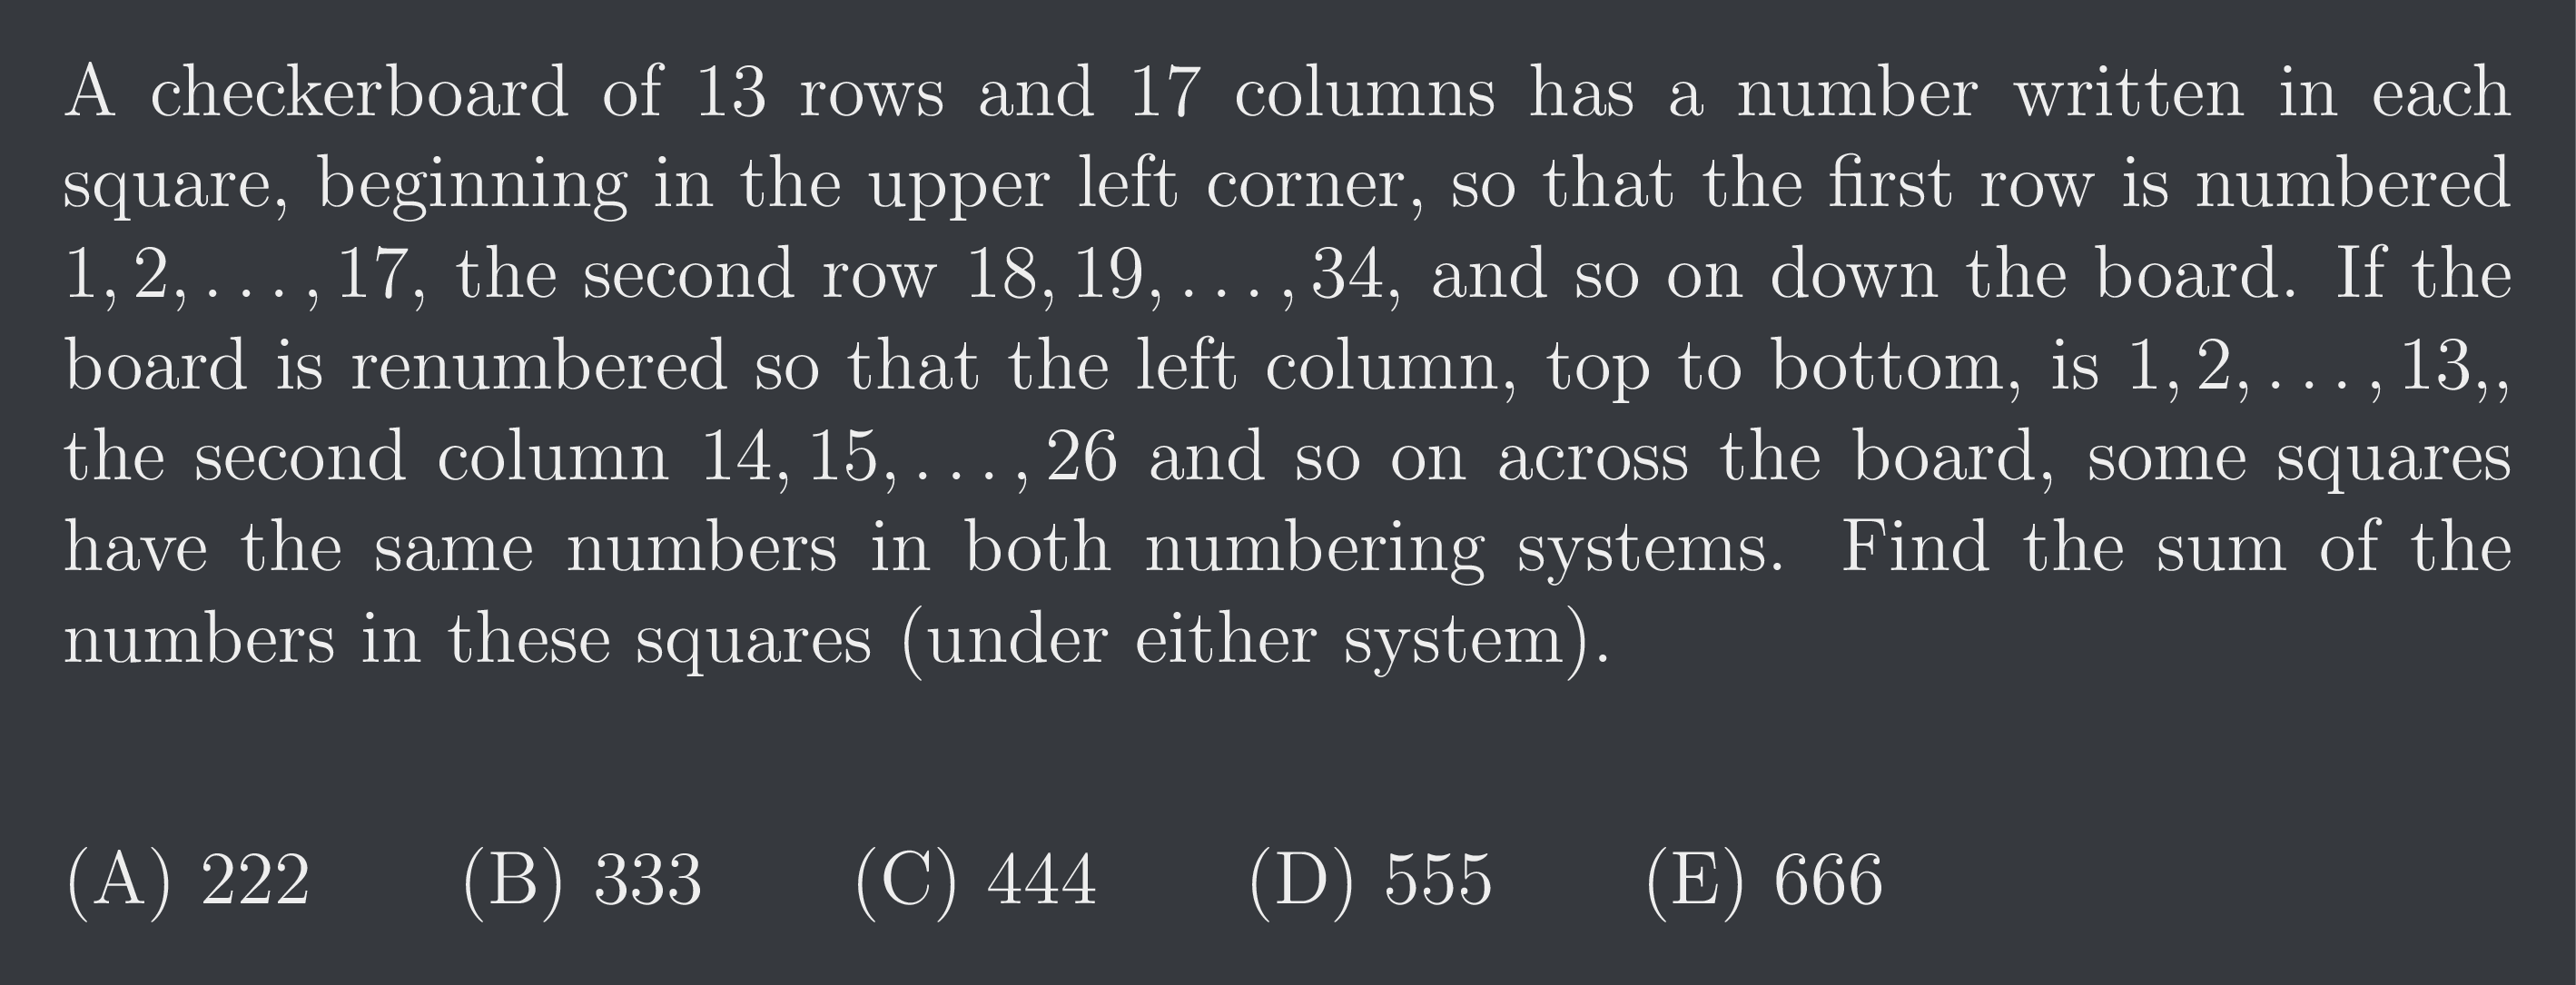 A checkerboard of 13 rows and 17 columns has a number written in each
square, beginning in the upper left corner, so that the first row is numbered
1, 2, . . . , 17, the second row 18, 19, . . . , 34, and so on down the board. If the
board is renumbered so that the left column, top to bottom, is 1, 2, . . . , 13,,
the second column 14, 15, . . . , 26 and so on across the board, some squares
have the same numbers in both numbering systems. Find the sum of the
numbers in these squares (under either system).
(A) 222 (B) 333 (C) 444 (D) 555 (E) 666